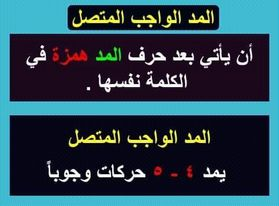 المد الواجب المتصل
أن يأتي بعد حرف المد همزة في
الكلمة نفسها .
المد الواجب المتصل
يمد ٤ - ٥ حركات وجوباً